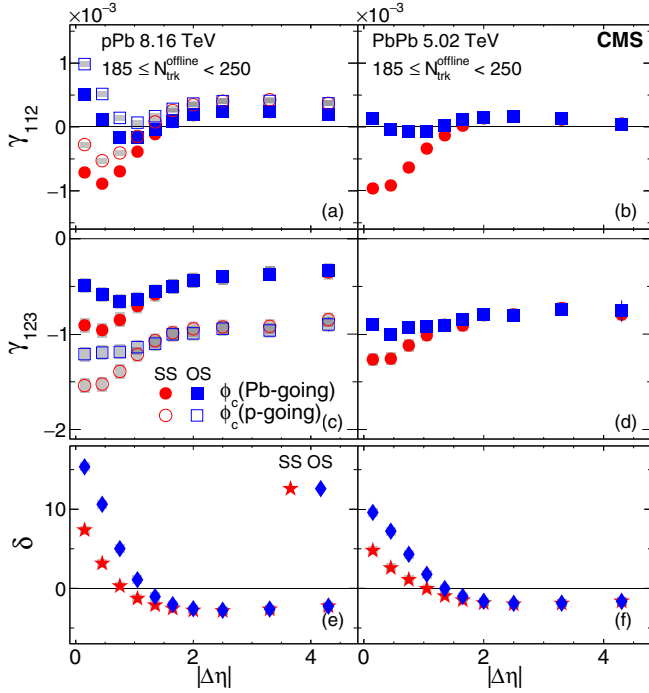 ×10⁻³ ×10⁻³
pPb 8.16 TeV PbPb 5.02 TeV CMS
185 ≤ N_trk^offline < 250 185 ≤ N_trk^offline < 250
1
γ₁₁₂ 0
−1
(a) (b)
0
γ₁₂₃ −1
SS OS
ϕ_c(Pb-going)
ϕ_c(p-going)
−2 (c) (d)
SS OS
10
δ
0
(e) (f)
0 2 4 0 2 4
|Δη| |Δη|